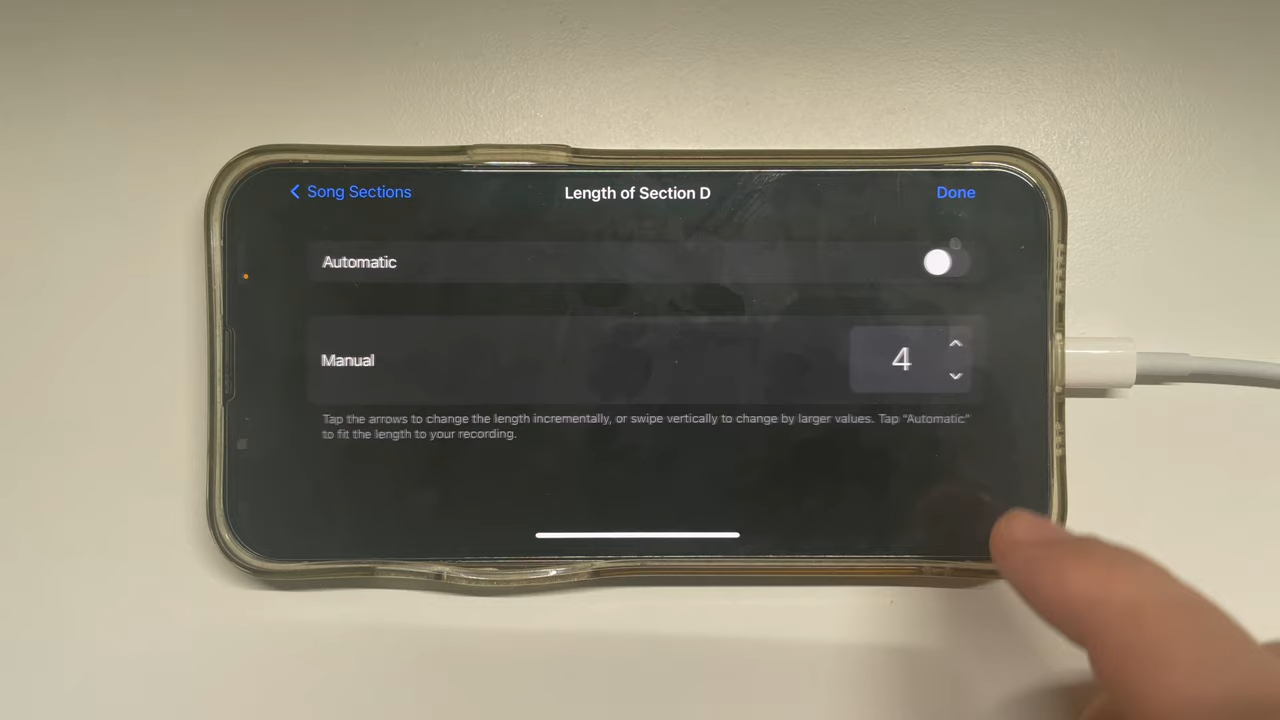 Song Sections
Length of Section D
Done
Automatic
Manual
4
Tap the arrows to change the length incrementally, or swipe vertically to change by larger values. Tap "Automatic"
to fit the length to your recording.